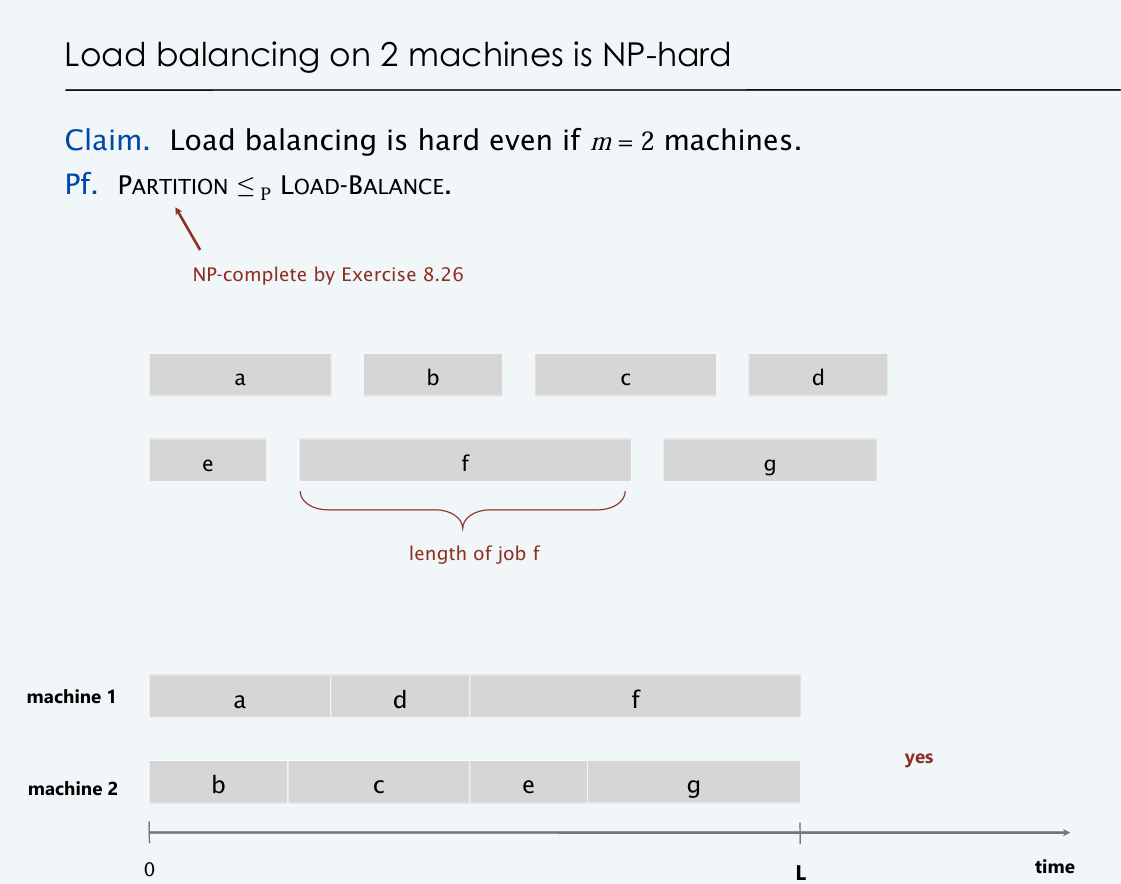 Load balancing on 2 machines is NP-hard
Claim. Load balancing is hard even if m = 2 machines.
Pf. PARTITION ≤ P LOAD-BALANCE.
NP-complete by Exercise 8.26
a b c d
e f g
length of job f
machine 1 a d f
yes
machine 2 b c e g
0 L time